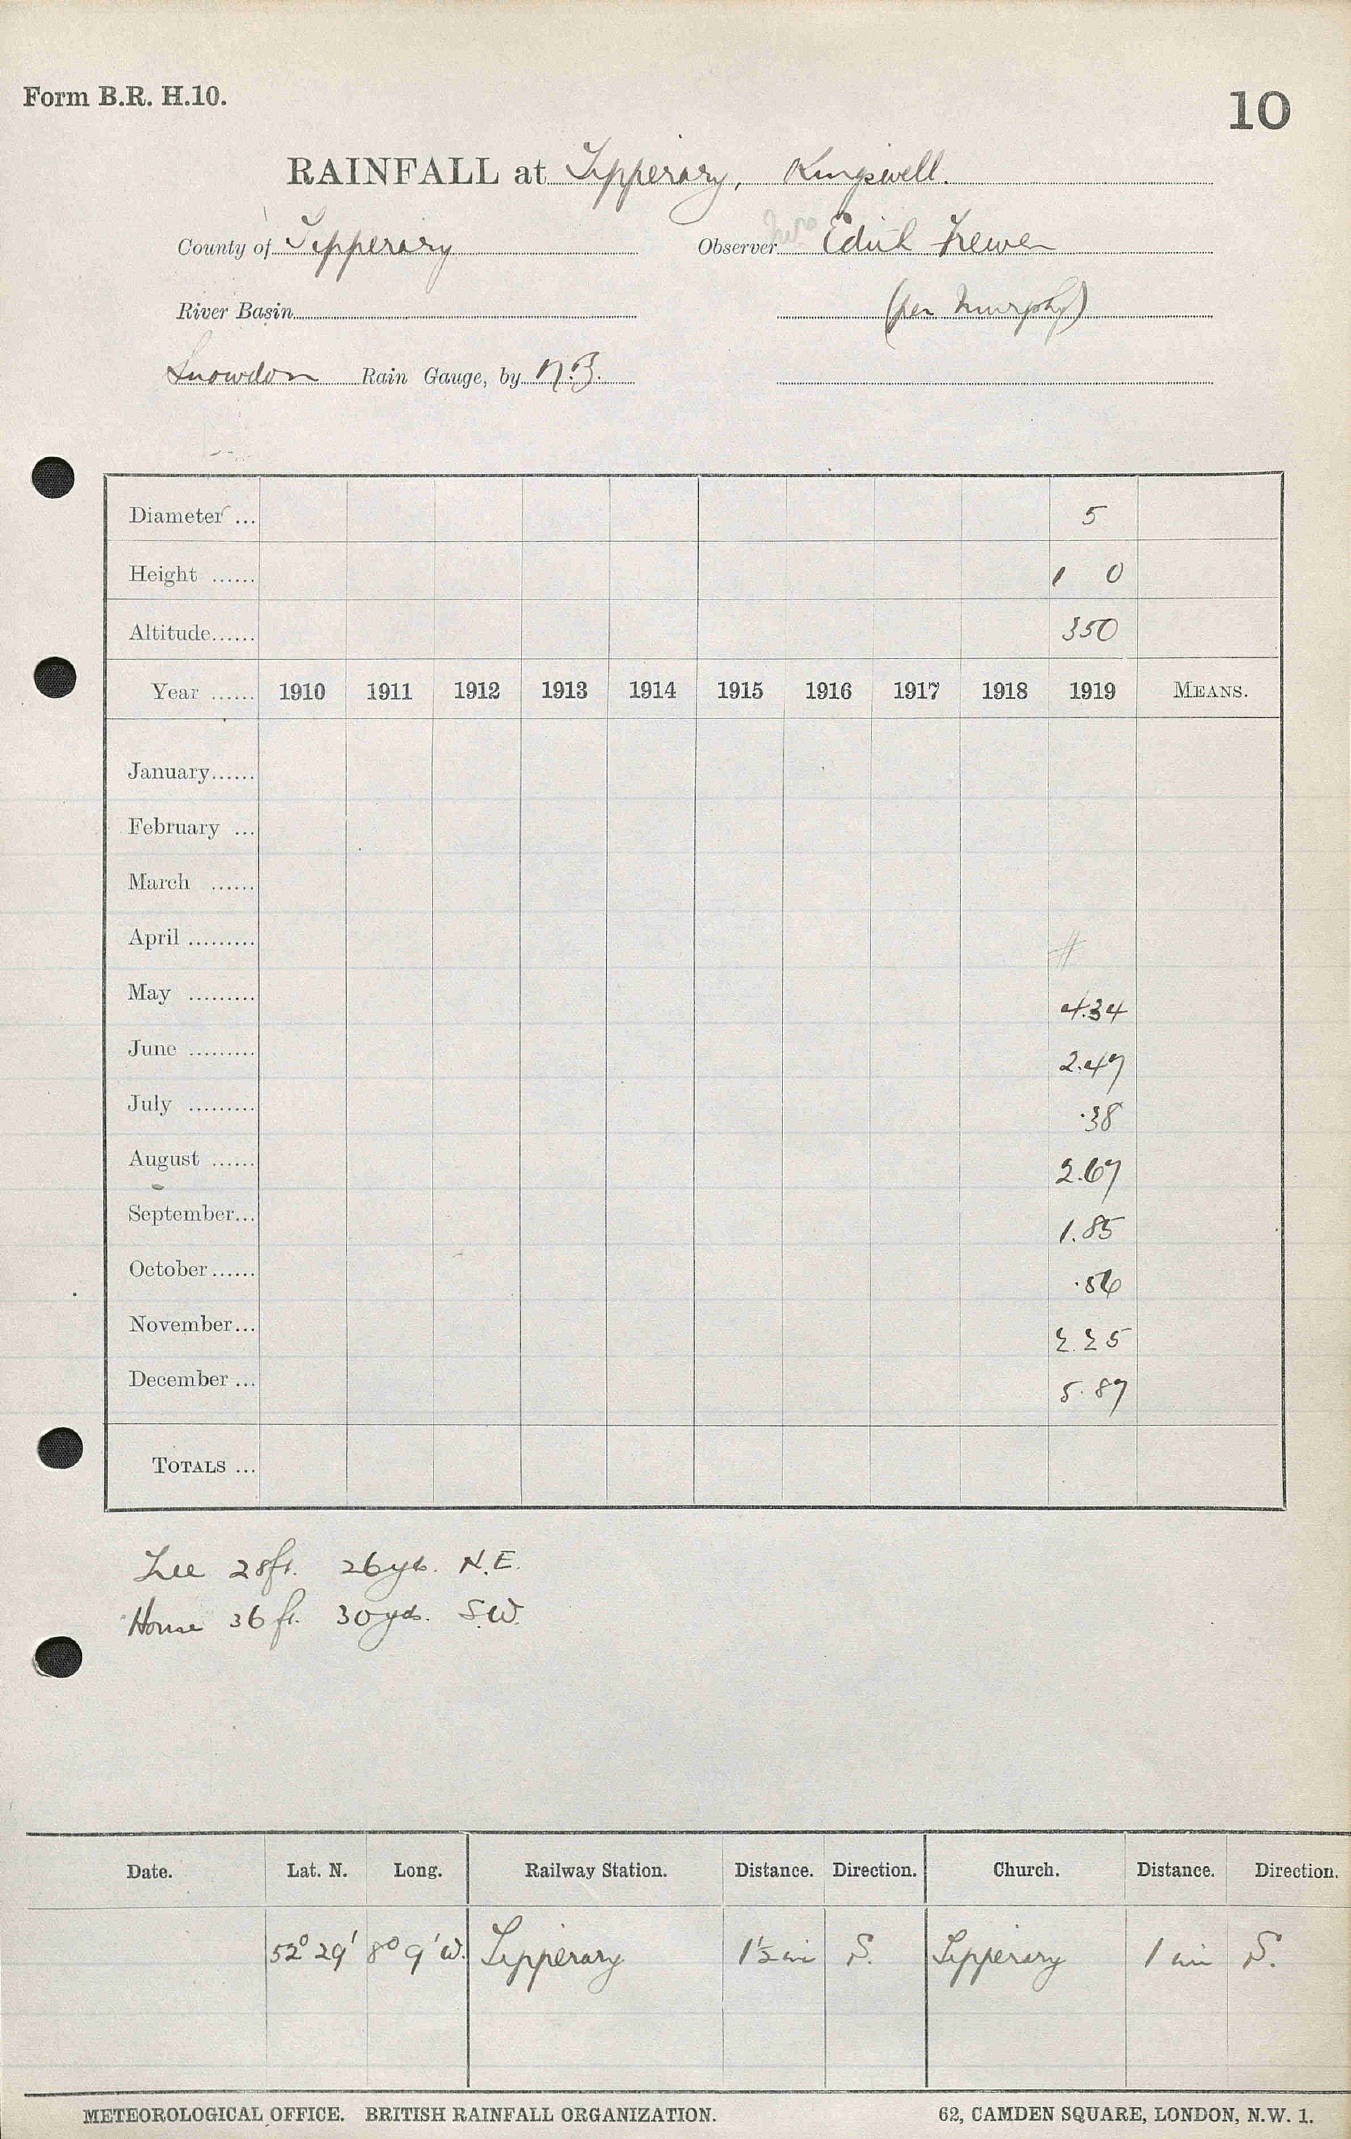 Form B.R. H.10.
10
RAINFALL at Tipperary, Kingswell.
County of Tipperary Observer Mrs Edith Frewen
River Basin (per Murphy)
Snowdon Rain Gauge, by N.B.
Diameter ... 5
Height ...... 1 0
Altitude...... 350
Year ...... 1910 1911 1912 1913 1914 1915 1916 1917 1918 1919 MEANS.
January......
February ...
March ......
April ......... #
May ......... 4.34
June ......... 2.47
July ......... .38
August ...... 2.67
September... 1.85
October...... .56
November... 2.25
December ... 5.87
TOTALS ...
Tree 28ft. 26yds. N.E.
House 36ft. 30yds. S.W.
Date. Lat. N. Long. Railway Station. Distance. Direction. Church. Distance. Direction.
52° 29' 8° 9' W. Tipperary 1½ mi S. Tipperary 1 mi S.
METEOROLOGICAL OFFICE. BRITISH RAINFALL ORGANIZATION. 62, CAMDEN SQUARE, LONDON, N.W. 1.